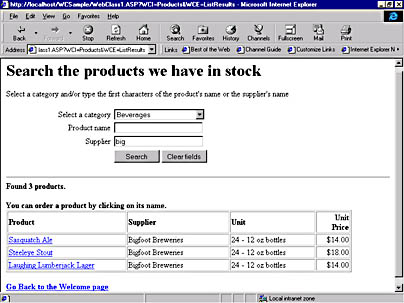 http://localhost/WCSample/WebClass1.ASP?WCI=Products&WCE=ListResults - Microsoft Internet Explorer
File Edit View Go Favorites Help
Back Forward Stop Refresh Home Search Favorites History Channels Fullscreen Mail Print
Address lass1.ASP?WCI=Products&WCE=ListResults Links Best of the Web Channel Guide Customize Links Internet Explorer N
Search the products we have in stock
Select a category and/or type the first characters of the product's name or the supplier's name
Select a category Beverages
Product name
Supplier big
Search Clear fields
Found 3 products.
You can order a product by clicking on its name.
Product Supplier Unit Unit Price
Sasquatch Ale Bigfoot Breweries 24 - 12 oz bottles $14.00
Steeleye Stout Bigfoot Breweries 24 - 12 oz bottles $18.00
Laughing Lumberjack Lager Bigfoot Breweries 24 - 12 oz bottles $14.00
Go Back to the Welcome page
Local intranet zone